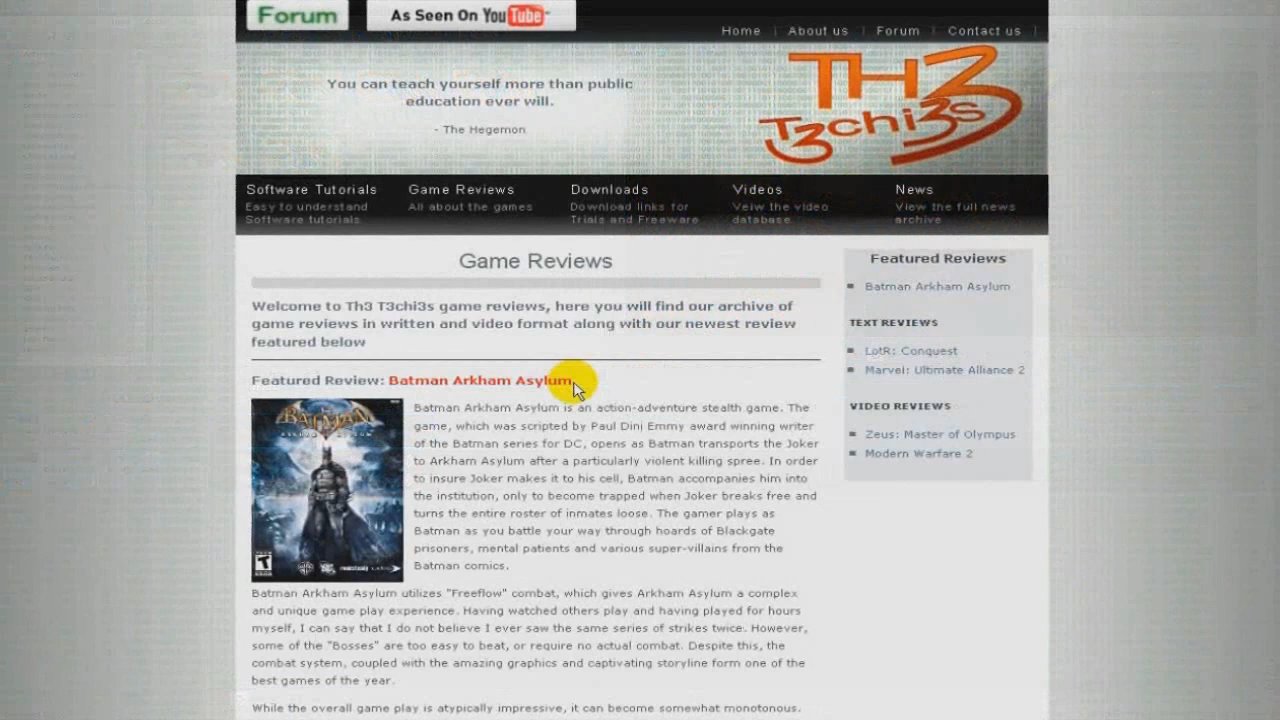 Forum
As Seen On YouTube
Home
About us
Forum
Contact us
You can teach yourself more than public
education ever will.
- The Hegemon
TH3
T3chi3s
Software Tutorials
Easy to understand
Software tutorials.
Game Reviews
All about the games
Downloads
Download links for
Trials and Freeware
Videos
Veiw the video
database
News
View the full news
archive
Game Reviews
Welcome to Th3 T3chi3s game reviews, here you will find our archive of
game reviews in written and video format along with our newest review
featured below
Featured Review: Batman Arkham Asylum
BATMAN
ARKHAM ASYLUM
T
Batman Arkham Asylum is an action-adventure stealth game. The
game, which was scripted by Paul Dini Emmy award winning writer
of the Batman series for DC, opens as Batman transports the Joker
to Arkham Asylum after a particularly violent killing spree. In order
to insure Joker makes it to his cell, Batman accompanies him into
the institution, only to become trapped when Joker breaks free and
turns the entire roster of inmates loose. The gamer plays as
Batman as you battle your way through hoards of Blackgate
prisoners, mental patients and various super-villains from the
Batman comics.
Batman Arkham Asylum utilizes "Freeflow" combat, which gives Arkham Asylum a complex
and unique game play experience. Having watched others play and having played for hours
myself, I can say that I do not believe I ever saw the same series of strikes twice. However,
some of the "Bosses" are too easy to beat, or require no actual combat. Despite this, the
combat system, coupled with the amazing graphics and captivating storyline form one of the
best games of the year.
While the overall game play is atypically impressive, it can become somewhat monotonous.
Featured Reviews
Batman Arkham Asylum
TEXT REVIEWS
LotR: Conquest
Marvel: Ultimate Alliance 2
VIDEO REVIEWS
Zeus: Master of Olympus
Modern Warfare 2